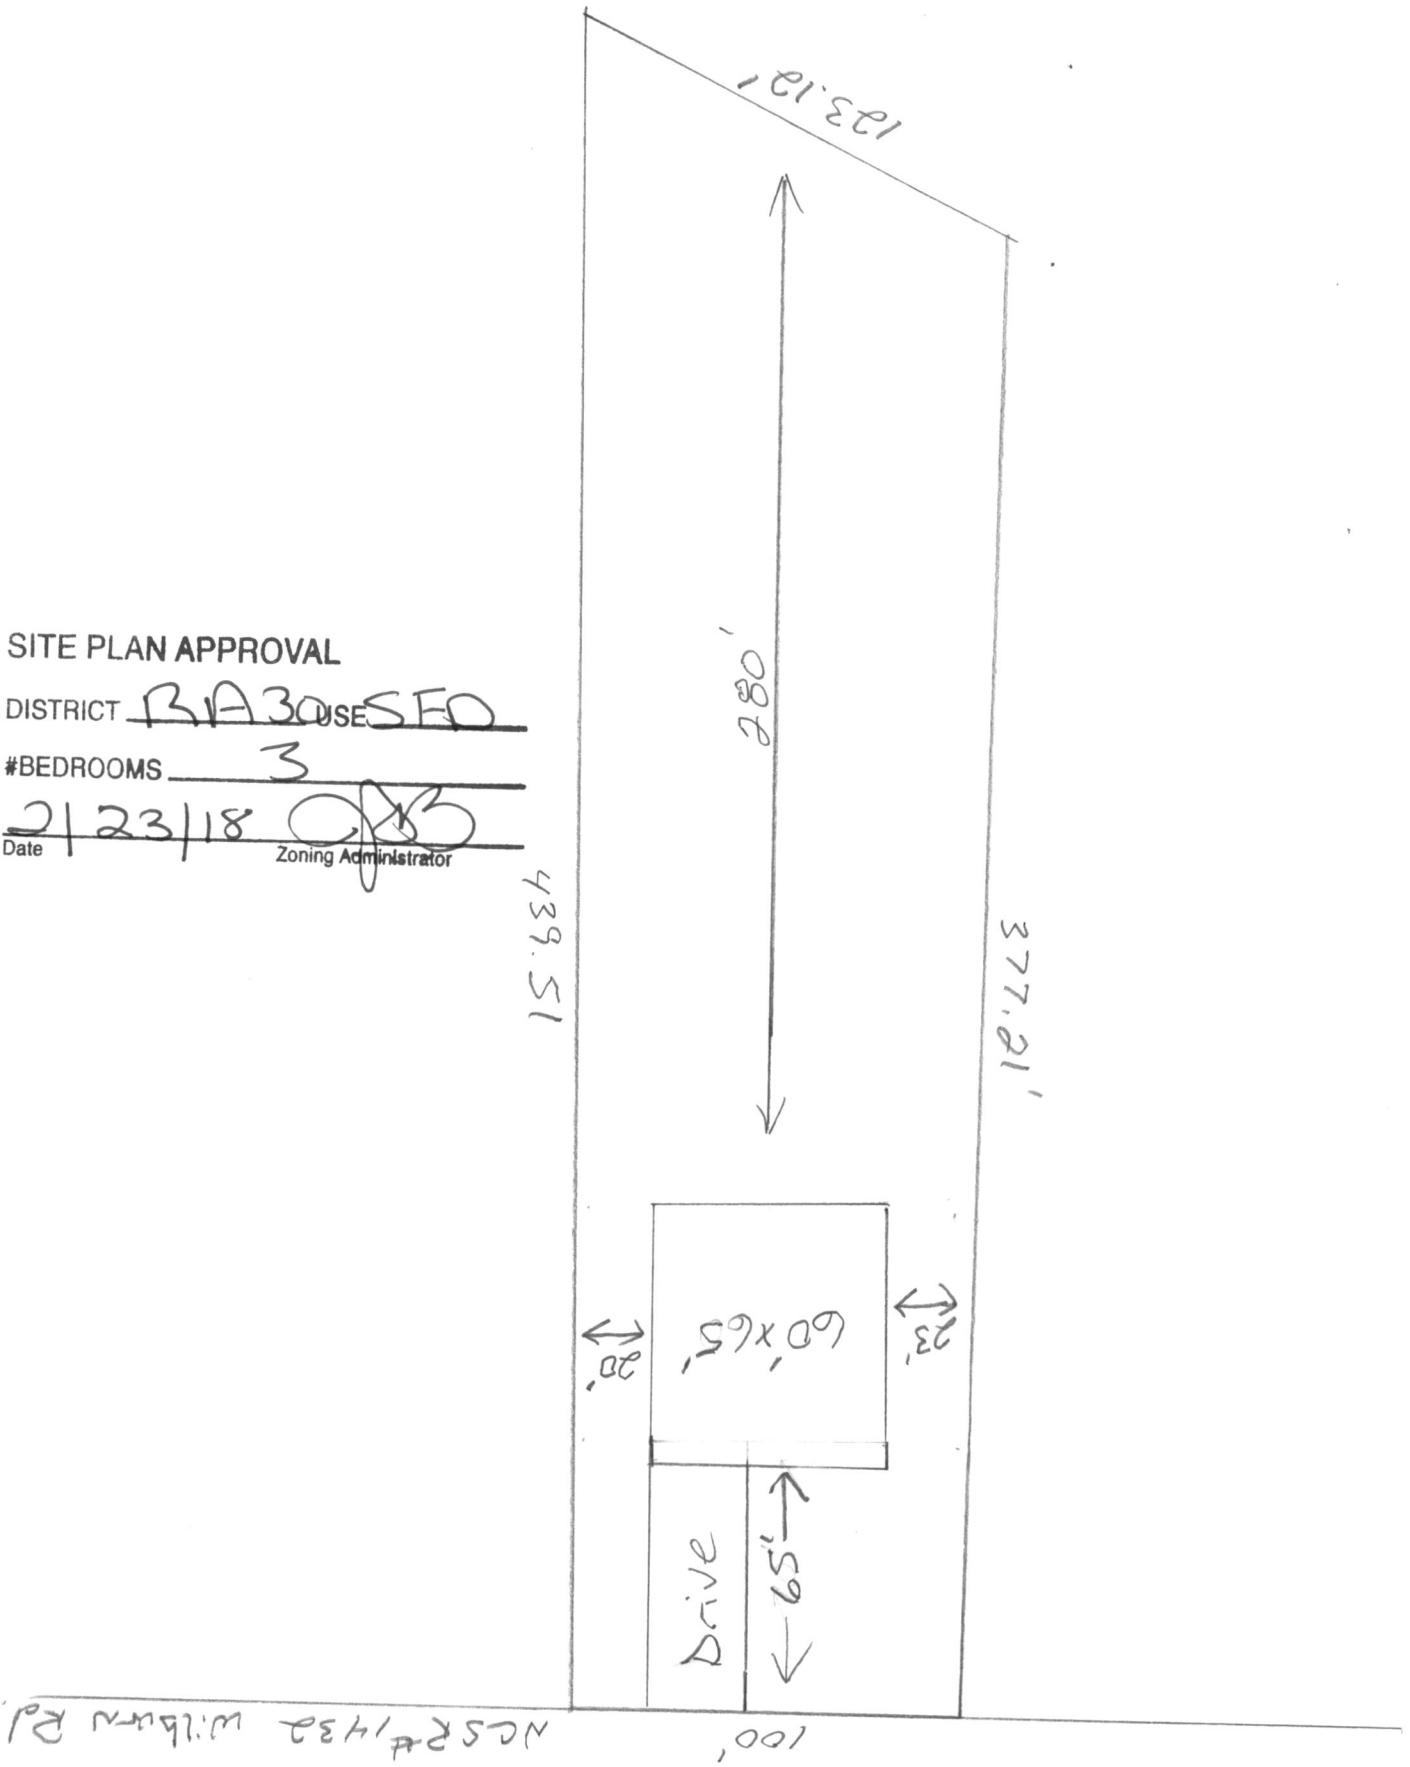 123.12'
280'
SITE PLAN APPROVAL
DISTRICT RA30 USE SFD
#BEDROOMS 3
2/23/18
Date Zoning Administrator
439.51
377.21'
60'x65'
20'
23'
Drive
65'
NCSR#1432 Wilburn Rd.
100'